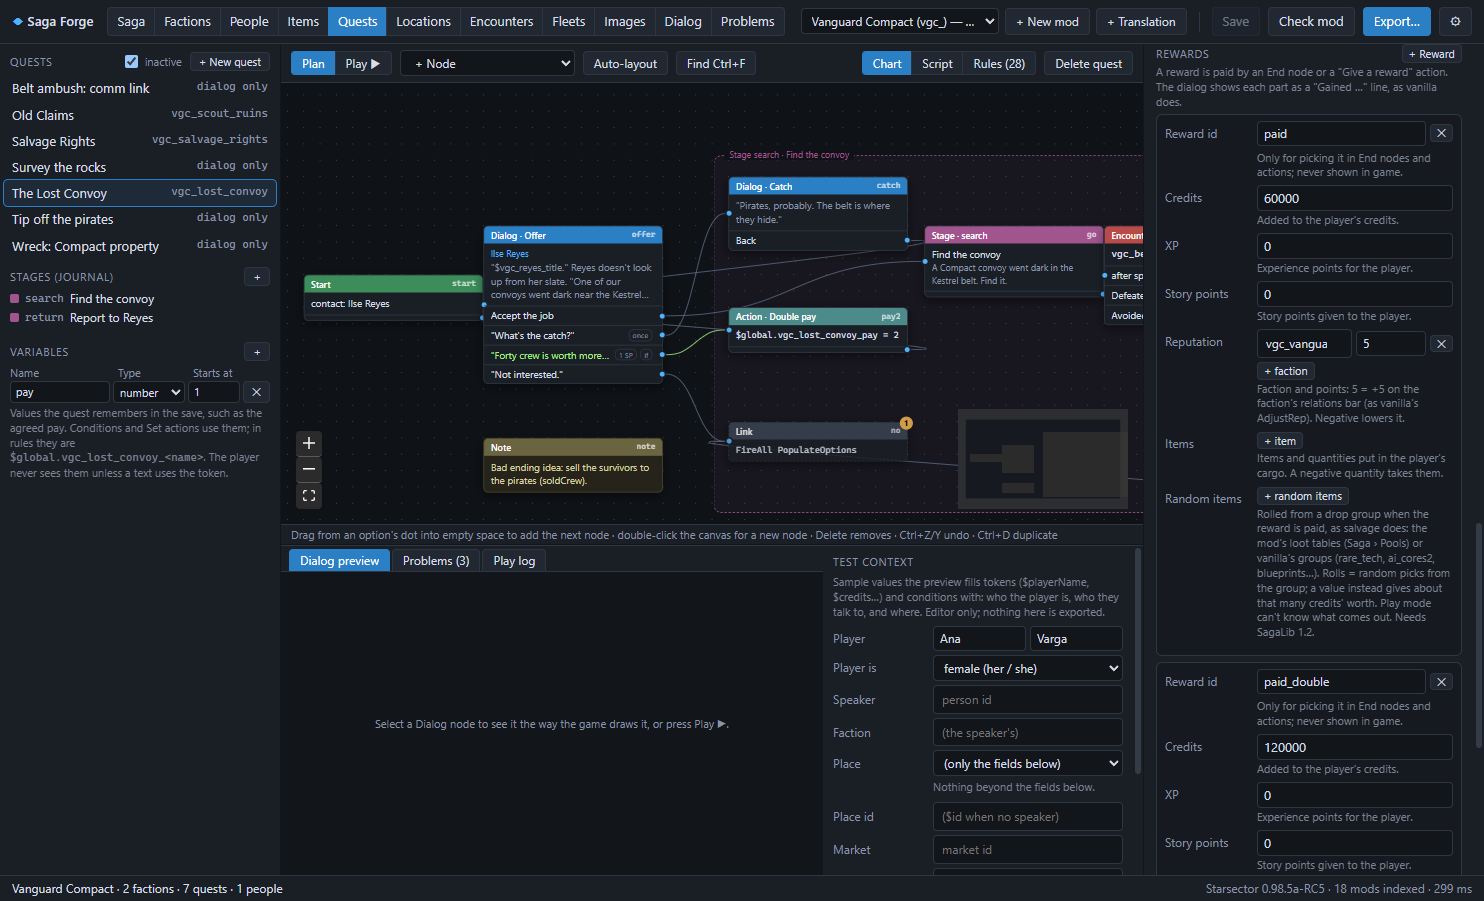 Saga Forge
Saga
Factions
People
Items
Quests
Locations
Encounters
Fleets
Images
Dialog
Problems
Vanguard Compact (vgc_) — ...
+ New mod
+ Translation
Save
Check mod
Export...
QUESTS
inactive
+ New quest
Belt ambush: comm link
dialog only
Old Claims
vgc_scout_ruins
Salvage Rights
vgc_salvage_rights
Survey the rocks
dialog only
The Lost Convoy
vgc_lost_convoy
Tip off the pirates
dialog only
Wreck: Compact property
dialog only
STAGES (JOURNAL)
+
search Find the convoy
return Report to Reyes
VARIABLES
+
Name
Type
Starts at
pay
number
1
Values the quest remembers in the save, such as the
agreed pay. Conditions and Set actions use them; in
rules they are
$global.vgc_lost_convoy_<name>. The player
never sees them unless a text uses the token.
Plan
Play ▶
+ Node
Auto-layout
Find Ctrl+F
Chart
Script
Rules (28)
Delete quest
Stage search · Find the convoy
Start
start
contact: Ilse Reyes
Dialog · Offer
offer
Ilse Reyes
"$vgc_reyes_title." Reyes doesn't look
up from her slate. "One of our
convoys went dark near the Kestrel...
Accept the job
"What's the catch?"
once
"Forty crew is worth more...
1 SP
if
"Not interested."
Note
note
Bad ending idea: sell the survivors to
the pirates (soldCrew).
Dialog · Catch
catch
"Pirates, probably. The belt is where
they hide."
Back
Action · Double pay
pay2
$global.vgc_lost_convoy_pay = 2
Link
no
1
FireAll PopulateOptions
Stage · search
go
Find the convoy
A Compact convoy went dark in the
Kestrel belt. Find it.
Encoun
vgc_be
after sp
Defeate
Avoided
Drag from an option's dot into empty space to add the next node · double-click the canvas for a new node · Delete removes · Ctrl+Z/Y undo · Ctrl+D duplicate
Dialog preview
Problems (3)
Play log
Select a Dialog node to see it the way the game draws it, or press Play ▶.
TEST CONTEXT
Sample values the preview fills tokens ($playerName,
$credits...) and conditions with: who the player is, who they
talk to, and where. Editor only; nothing here is exported.
Player
Ana
Varga
Player is
female (her / she)
Speaker
person id
Faction
(the speaker's)
Place
(only the fields below)
Nothing beyond the fields below.
Place id
($id when no speaker)
Market
market id
REWARDS
+ Reward
A reward is paid by an End node or a "Give a reward" action.
The dialog shows each part as a "Gained ..." line, as vanilla
does.
Reward id
paid
Only for picking it in End nodes and
actions; never shown in game.
Credits
60000
Added to the player's credits.
XP
0
Experience points for the player.
Story points
0
Story points given to the player.
Reputation
vgc_vangua
5
+ faction
Faction and points: 5 = +5 on the
faction's relations bar (as vanilla's
AdjustRep). Negative lowers it.
Items
+ item
Items and quantities put in the player's
cargo. A negative quantity takes them.
Random items
+ random items
Rolled from a drop group when the
reward is paid, as salvage does: the
mod's loot tables (Saga › Pools) or
vanilla's groups (rare_tech, ai_cores2,
blueprints...). Rolls = random picks from
the group; a value instead gives about
that many credits' worth. Play mode
can't know what comes out. Needs
SagaLib 1.2.
Reward id
paid_double
Only for picking it in End nodes and
actions; never shown in game.
Credits
120000
Added to the player's credits.
XP
0
Experience points for the player.
Story points
0
Story points given to the player.
Vanguard Compact · 2 factions · 7 quests · 1 people
Starsector 0.98.5a-RC5 · 18 mods indexed · 299 ms